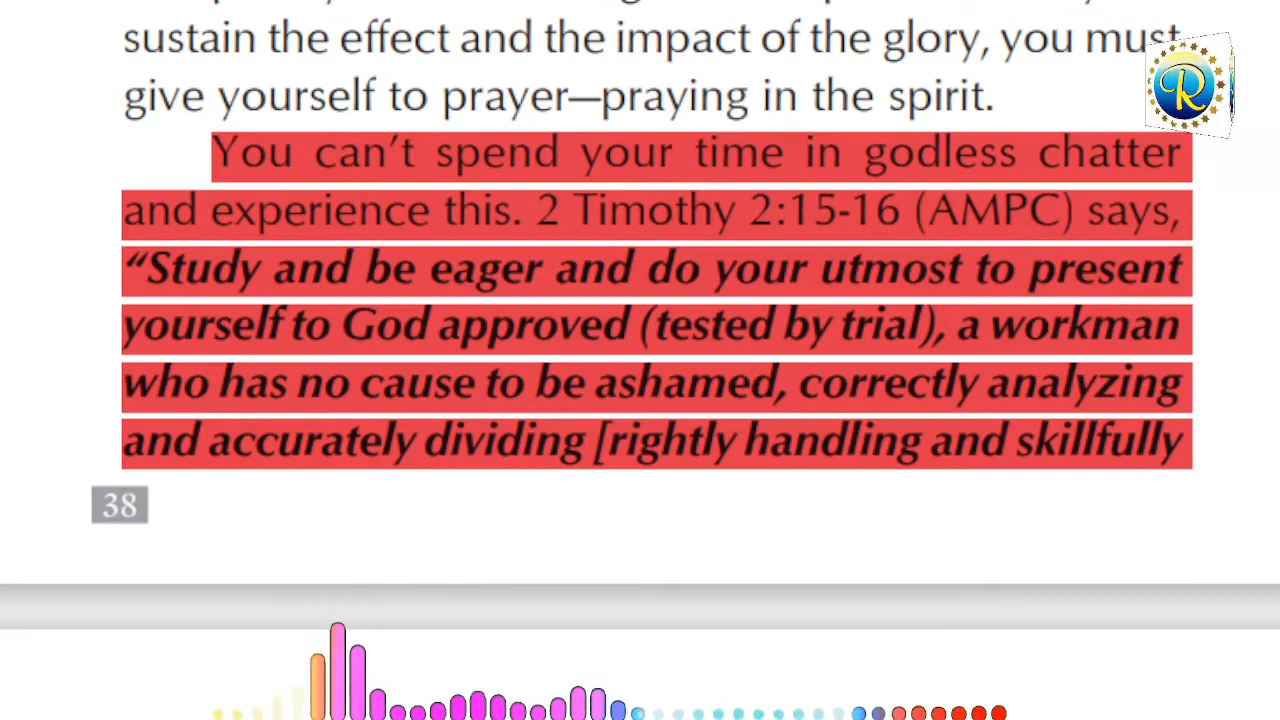 sustain the effect and the impact of the glory, you must
give yourself to prayer—praying in the spirit.
You can't spend your time in godless chatter
and experience this. 2 Timothy 2:15-16 (AMPC) says,
"Study and be eager and do your utmost to present
yourself to God approved (tested by trial), a workman
who has no cause to be ashamed, correctly analyzing
and accurately dividing [rightly handling and skillfully
38
R